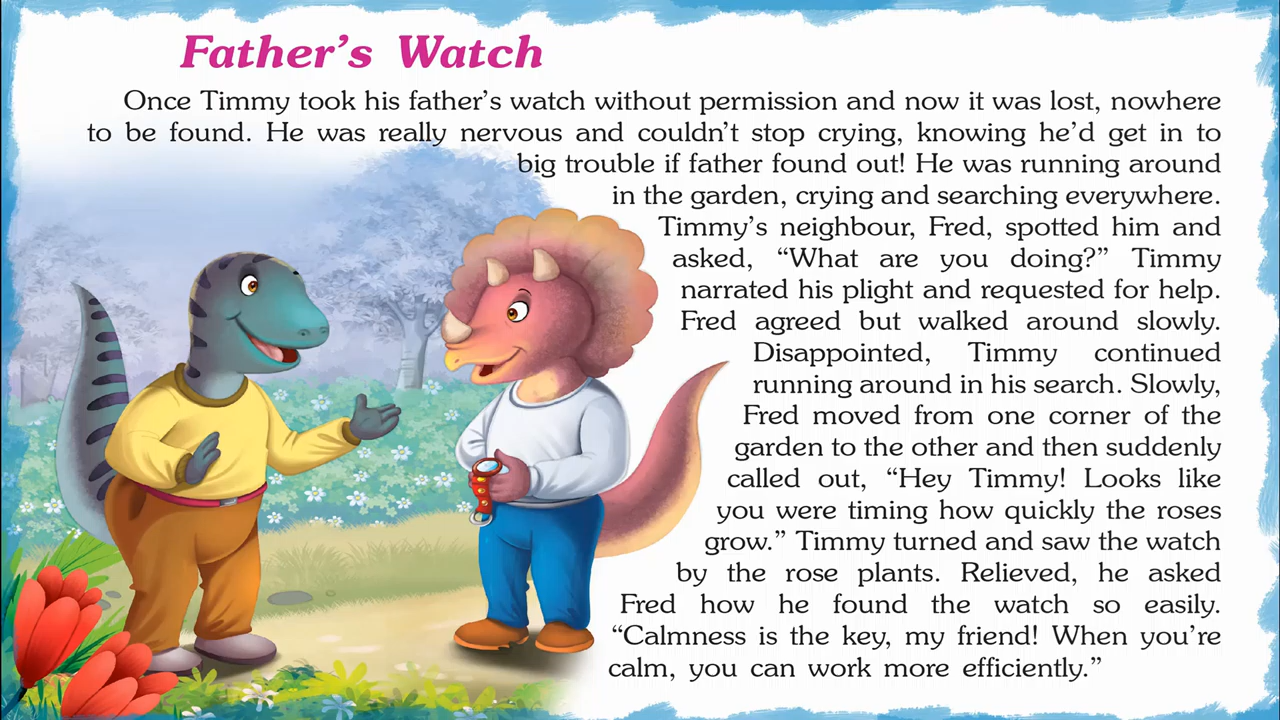 Father’s Watch
Once Timmy took his father’s watch without permission and now it was lost, nowhere
to be found. He was really nervous and couldn’t stop crying, knowing he’d get in to
big trouble if father found out! He was running around
in the garden, crying and searching everywhere.
Timmy’s neighbour, Fred, spotted him and
asked, “What are you doing?” Timmy
narrated his plight and requested for help.
Fred agreed but walked around slowly.
Disappointed, Timmy continued
running around in his search. Slowly,
Fred moved from one corner of the
garden to the other and then suddenly
called out, “Hey Timmy! Looks like
you were timing how quickly the roses
grow.” Timmy turned and saw the watch
by the rose plants. Relieved, he asked
Fred how he found the watch so easily.
“Calmness is the key, my friend! When you’re
calm, you can work more efficiently.”